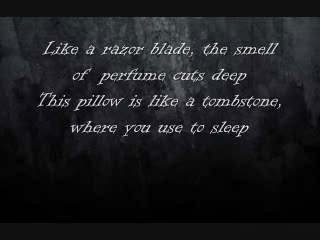 Like a razor blade, the smell
of perfume cuts deep
This pillow is like a tombstone,
where you use to sleep